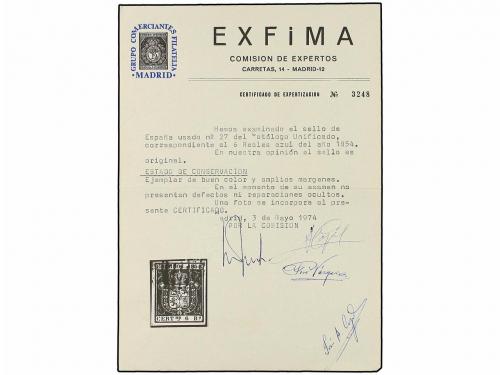 GRUPO COMERCIANTES FILATELIA
·MADRID·
EXFiMA
COMISION DE EXPERTOS
CARRETAS, 14 - MADRID-12
CERTIFICADO DE EXPERTIZACION № 3248
Hemos examinado el sello de
España usado nº 27 del Catálogo Unificado,
correspondiente al 6 Reales azul del año 1854.
En nuestra opinión el sello es
original.
ESTADO DE CONSERVACION
Ejemplar de buen color y amplios margenes.
En el momento de su examen no
presentan defectos ni reparaciones ocultos.
Una foto se incorpora al pre-
sente CERTIFICADO.
Madrid, 3 de Mayo 1974
POR LA COMISION
CERTDO 6 RS